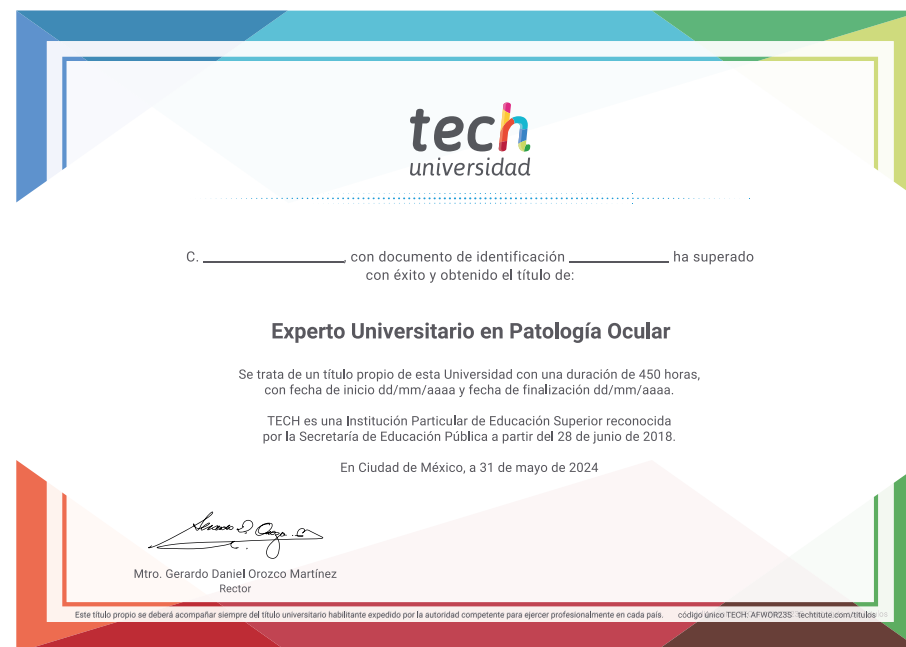 tech
universidad
C. ____________, con documento de identificación ____________ ha superado
con éxito y obtenido el título de:
Experto Universitario en Patología Ocular
Se trata de un título propio de esta Universidad con una duración de 450 horas,
con fecha de inicio dd/mm/aaaa y fecha de finalización dd/mm/aaaa.
TECH es una Institución Particular de Educación Superior reconocida
por la Secretaría de Educación Pública a partir del 28 de junio de 2018.
En Ciudad de México, a 31 de mayo de 2024
Mtro. Gerardo Daniel Orozco Martínez
Rector
Este título propio se deberá acompañar siempre del título universitario habilitante expedido por la autoridad competente para ejercer profesionalmente en cada país. código único TECH: AFWOR23S techtitute.com/titulos